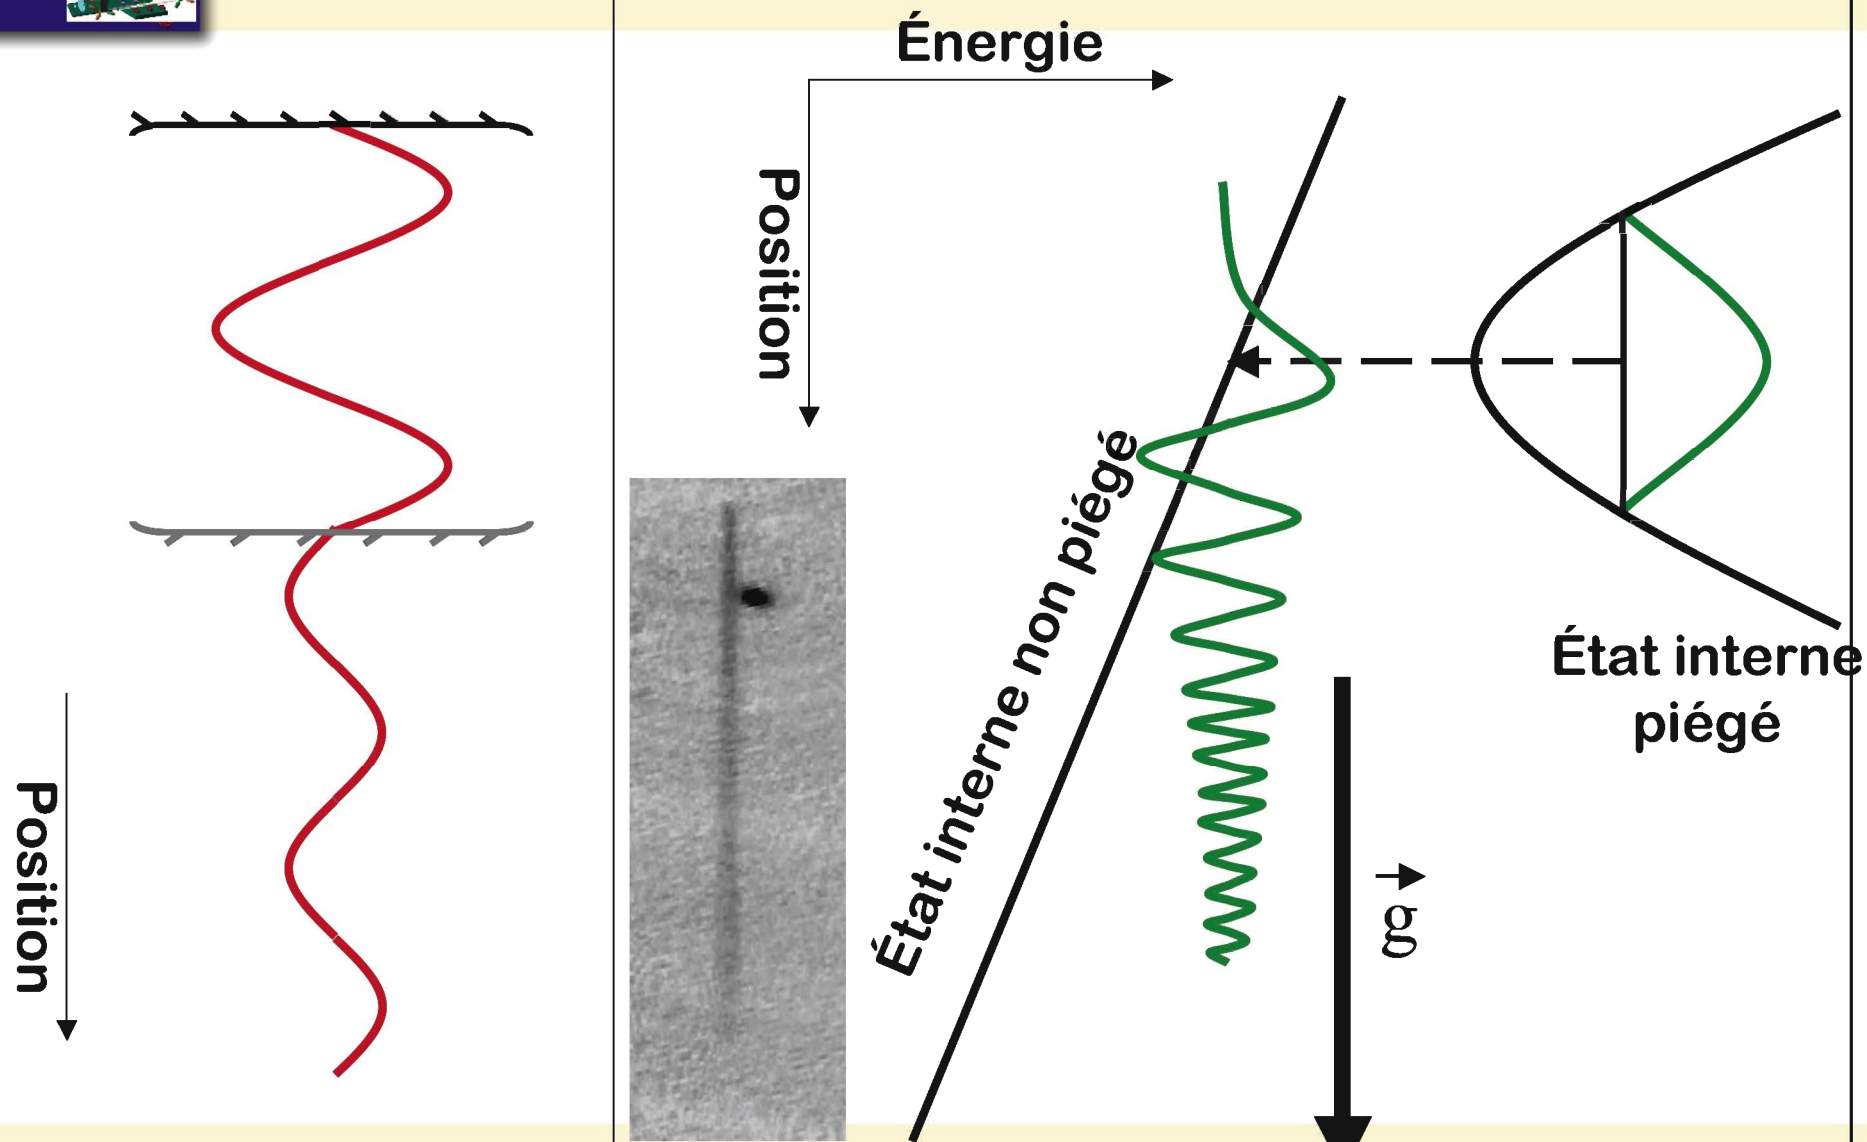 Énergie
Position
Position
État interne non piégé
État interne
piégé
g